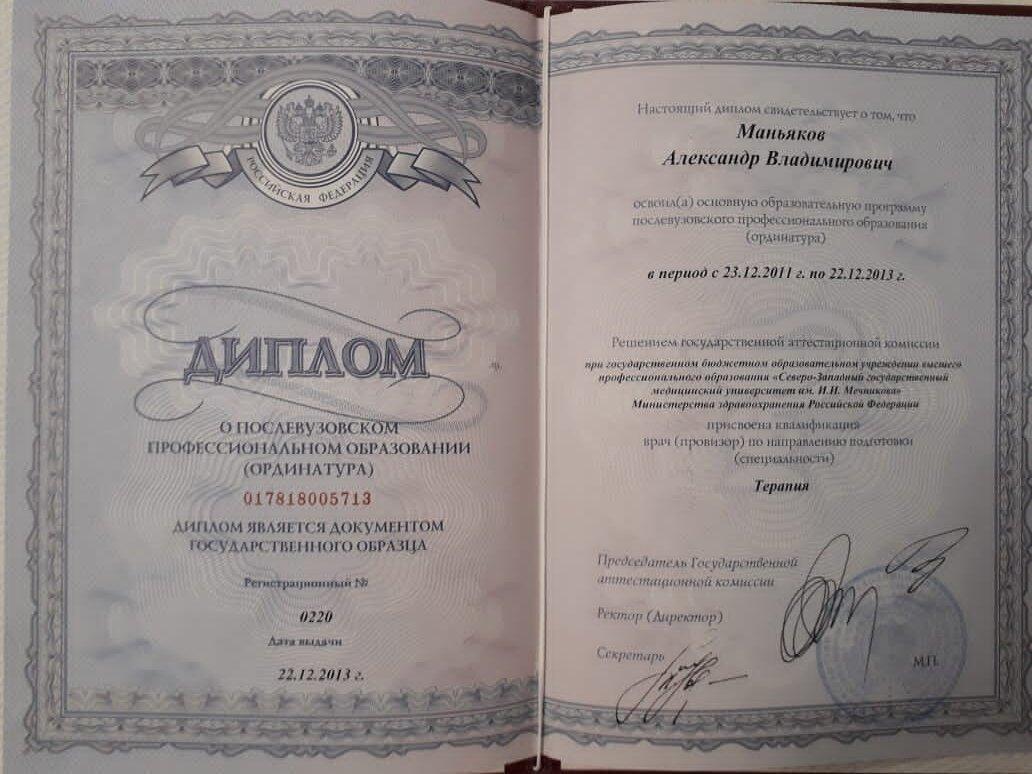 РОССИЙСКАЯ ФЕДЕРАЦИЯ
ДИПЛОМ
О ПОСЛЕВУЗОВСКОМ
ПРОФЕССИОНАЛЬНОМ ОБРАЗОВАНИИ
(ОРДИНАТУРА)
017818005713
ДИПЛОМ ЯВЛЯЕТСЯ ДОКУМЕНТОМ
ГОСУДАРСТВЕННОГО ОБРАЗЦА
Регистрационный №
0220
Дата выдачи
22.12.2013 г.
Настоящий диплом свидетельствует о том, что
Маньяков
Александр Владимирович
освоил(а) основную образовательную программу
послевузовского профессионального образования
(ординатура)
в период с 23.12.2011 г. по 22.12.2013 г.
Решением государственной аттестационной комиссии
при государственном бюджетном образовательном учреждении высшего
профессионального образования «Северо-Западный государственный
медицинский университет им. И.И. Мечникова»
Министерства здравоохранения Российской Федерации
присвоена квалификация
врач (провизор) по направлению подготовки
(специальности)
Терапия
Председатель Государственной
аттестационной комиссии
Ректор (Директор)
Секретарь
М.П.